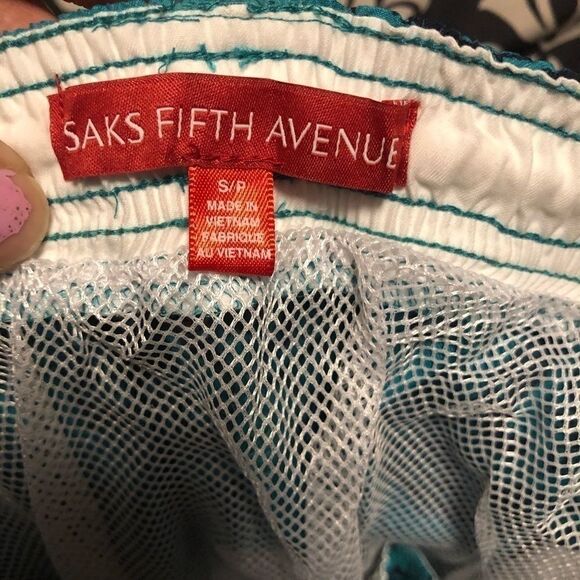 SAKS FIFTH AVENUE
S/P
MADE IN
VIETNAM
FABRIQUE
AU VIETNAM